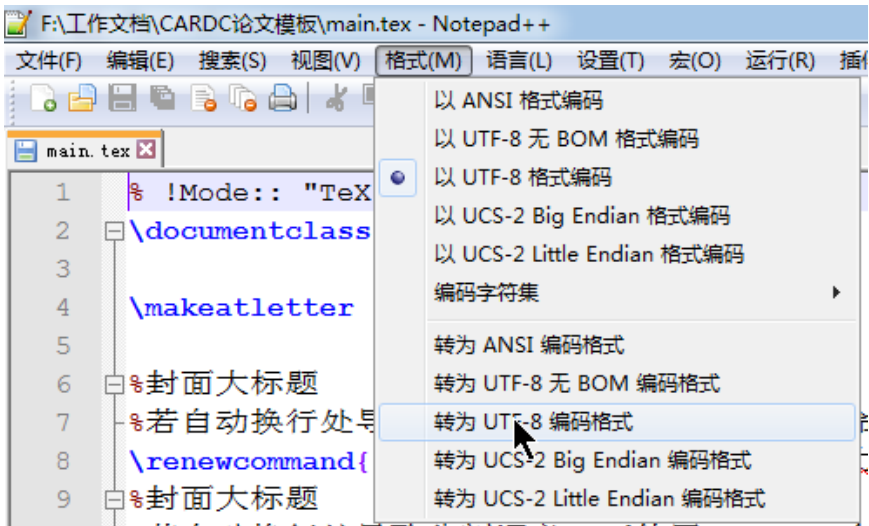 F:\工作文档\CARDC论文模板\main.tex - Notepad++
文件(F) 编辑(E) 搜索(S) 视图(V) 格式(M) 语言(L) 设置(T) 宏(O) 运行(R)
main.tex
以 ANSI 格式编码
以 UTF-8 无 BOM 格式编码
以 UTF-8 格式编码
以 UCS-2 Big Endian 格式编码
以 UCS-2 Little Endian 格式编码
编码字符集
转为 ANSI 编码格式
转为 UTF-8 无 BOM 编码格式
转为 UTF-8 编码格式
转为 UCS-2 Big Endian 编码格式
转为 UCS-2 Little Endian 编码格式
1 % !Mode:: "TeX
2 \documentclass
3
4 \makeatletter
5
6 %封面大标题
7 %若自动换行处
8 \renewcommand{
9 %封面大标题